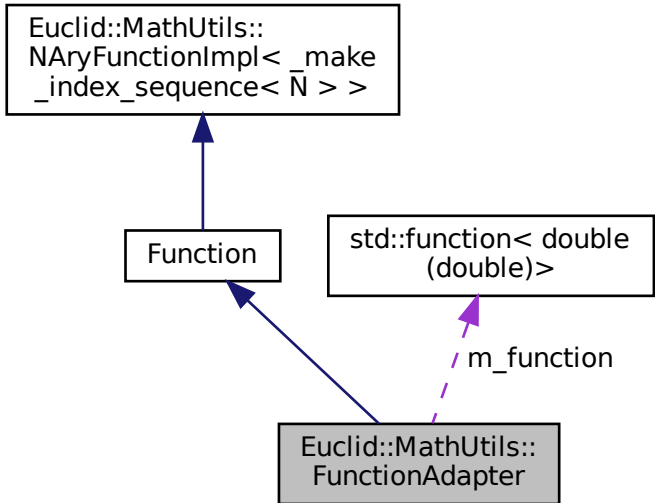 Euclid::MathUtils::
NAryFunctionImpl< _make
_index_sequence< N > >
Function
std::function< double
(double)>
m_function
Euclid::MathUtils::
FunctionAdapter